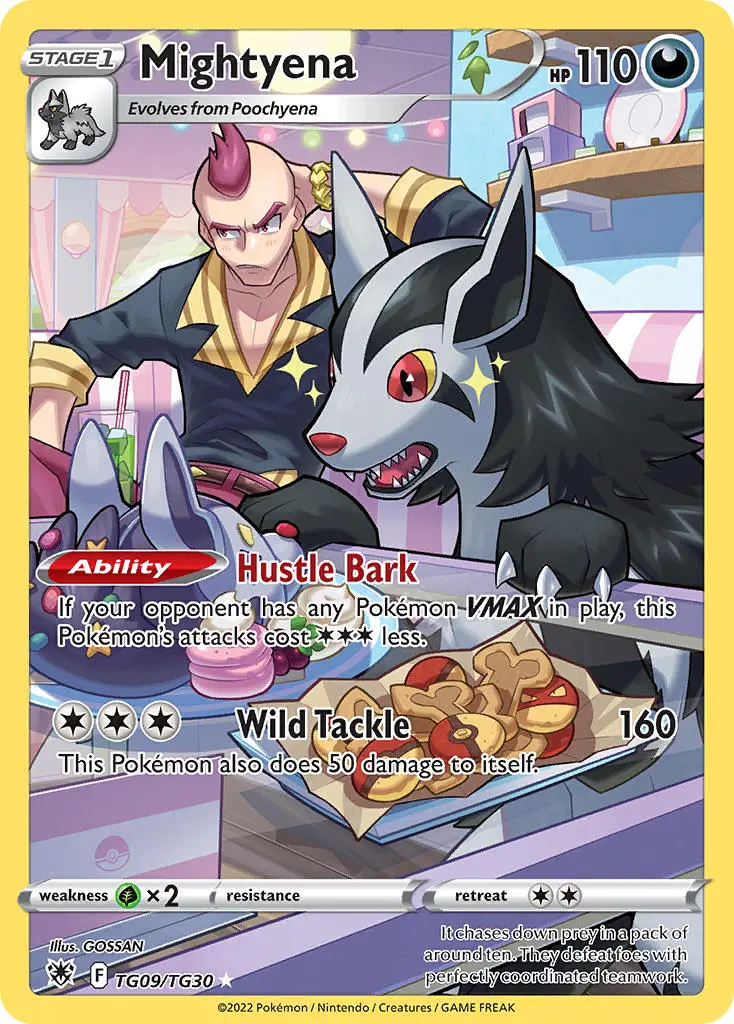 STAGE 1
Mightyena
HP 110
Evolves from Poochyena
Ability
Hustle Bark
If your opponent has any Pokémon VMAX in play, this
Pokémon's attacks cost less.
Wild Tackle
160
This Pokémon also does 50 damage to itself.
weakness ×2
resistance
retreat
Illus. GOSSAN
It chases down prey in a pack of
around ten. They defeat foes with
perfectly coordinated teamwork.
F
TG09/TG30
©2022 Pokémon / Nintendo / Creatures / GAME FREAK